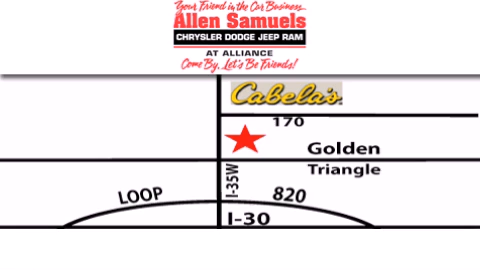 Your Friend in the Car Business
Allen Samuels
CHRYSLER DODGE JEEP RAM
AT ALLIANCE
Come By, Let's Be Friends!
Cabela's
170
Golden
Triangle
I-35W
LOOP 820
I-30